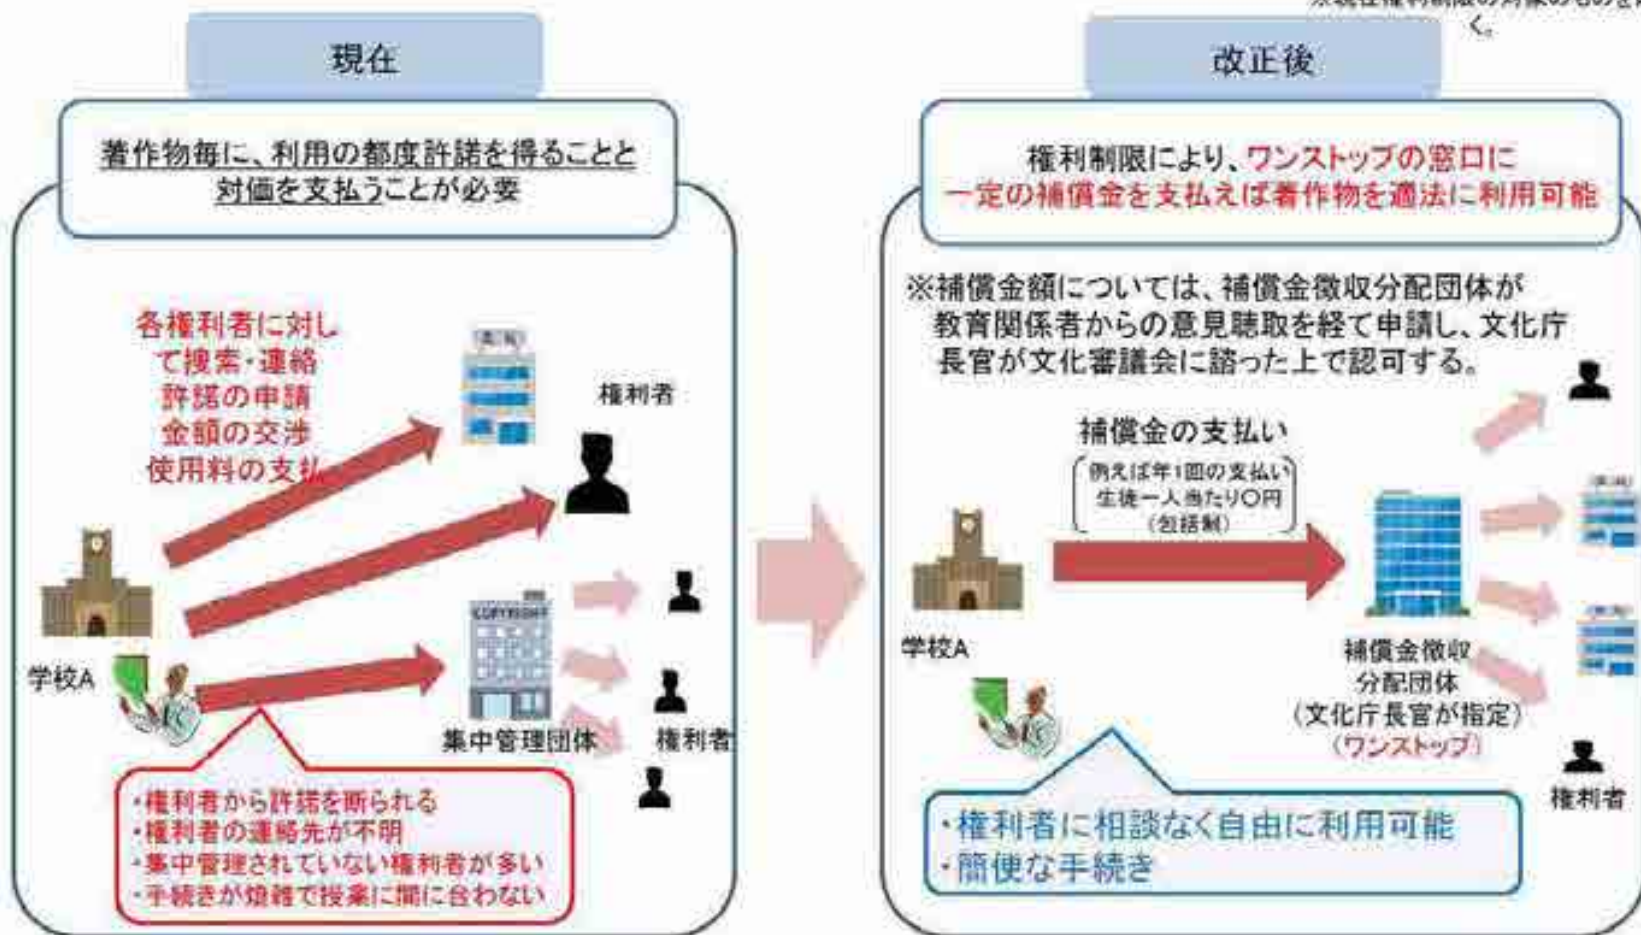 ※現在権利制限の対象のものを
く。
現在
著作物毎に、利用の都度許諾を得ることと
対価を支払うことが必要
各権利者に対し
て捜索・連絡
許諾の申請
金額の交渉
使用料の支払
権利者
学校A
COPYRIGHT
集中管理団体
権利者
・権利者から許諾を断られる
・権利者の連絡先が不明
・集中管理されていない権利者が多い
・手続きが煩雑で授業に間に合わない
改正後
権利制限により、ワンストップの窓口に
一定の補償金を支払えば著作物を適法に利用可能
※補償金額については、補償金徴収分配団体が
教育関係者からの意見聴取を経て申請し、文化庁
長官が文化審議会に諮った上で認可する。
補償金の支払い
例えば年1回の支払い
生徒一人当たり〇円
(包括制)
学校A
補償金徴収
分配団体
(文化庁長官が指定)
(ワンストップ)
権利者
・権利者に相談なく自由に利用可能
・簡便な手続き